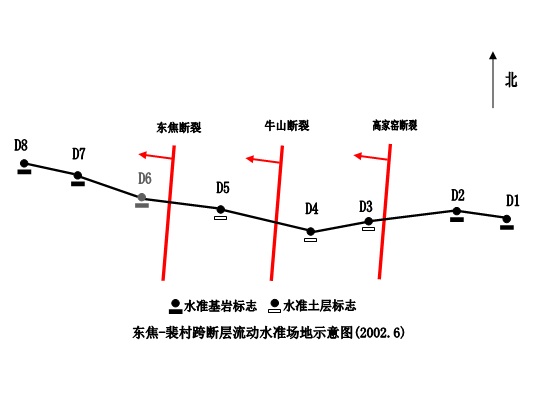 北
东焦断裂 牛山断裂 高家窑断裂
D8 D7 D6 D5 D4 D3 D2 D1
水准基岩标志 水准土层标志
东焦-裴村跨断层流动水准场地示意图(2002.6)